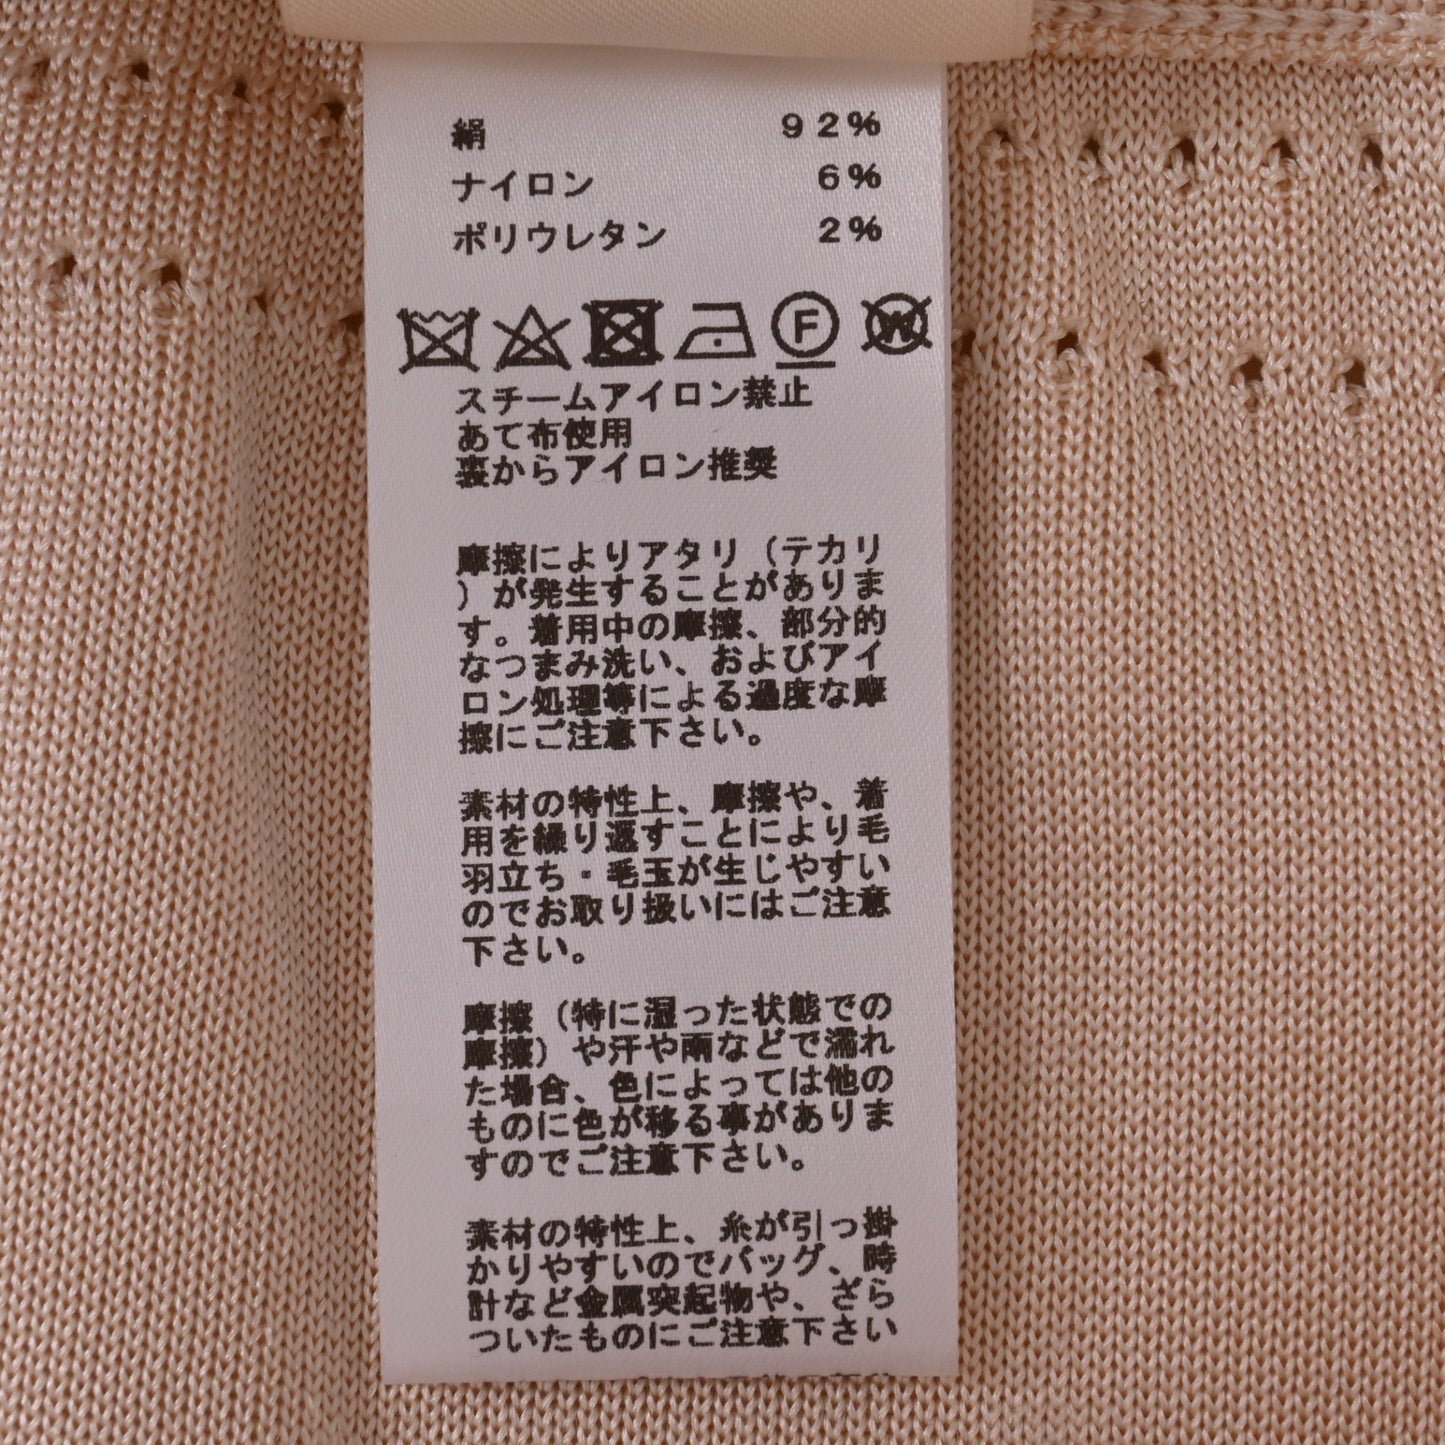 絹 92%
ナイロン 6%
ポリウレタン 2%
F W
スチームアイロン禁止
あて布使用
裏からアイロン推奨
摩擦によりアタリ（テカリ
）が発生することがありま
す。着用中の摩擦、部分的
なつまみ洗い、およびアイ
ロン処理等による過度な摩
擦にご注意下さい。
素材の特性上、摩擦や、着
用を繰り返すことにより毛
羽立ち・毛玉が生じやすい
のでお取り扱いにはご注意
下さい。
摩擦（特に湿った状態での
摩擦）や汗や雨などで濡れ
た場合、色によっては他の
ものに色が移る事がありま
すのでご注意下さい。
素材の特性上、糸が引っ掛
かりやすいのでバッグ、時
計など金属突起物や、ざら
ついたものにご注意下さい